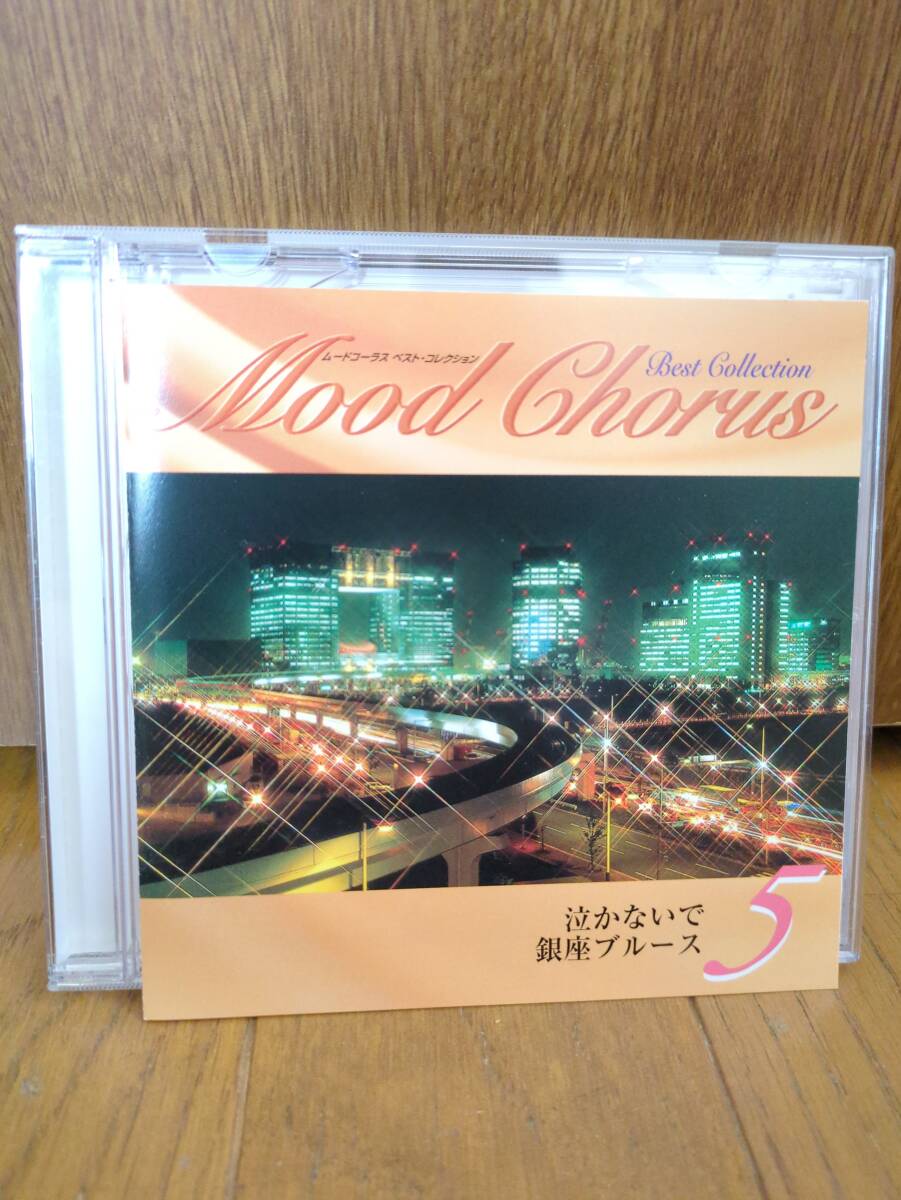 ムードコーラス ベスト・コレクション
Best Collection
Mood Chorus
泣かないで
銀座ブルース
5